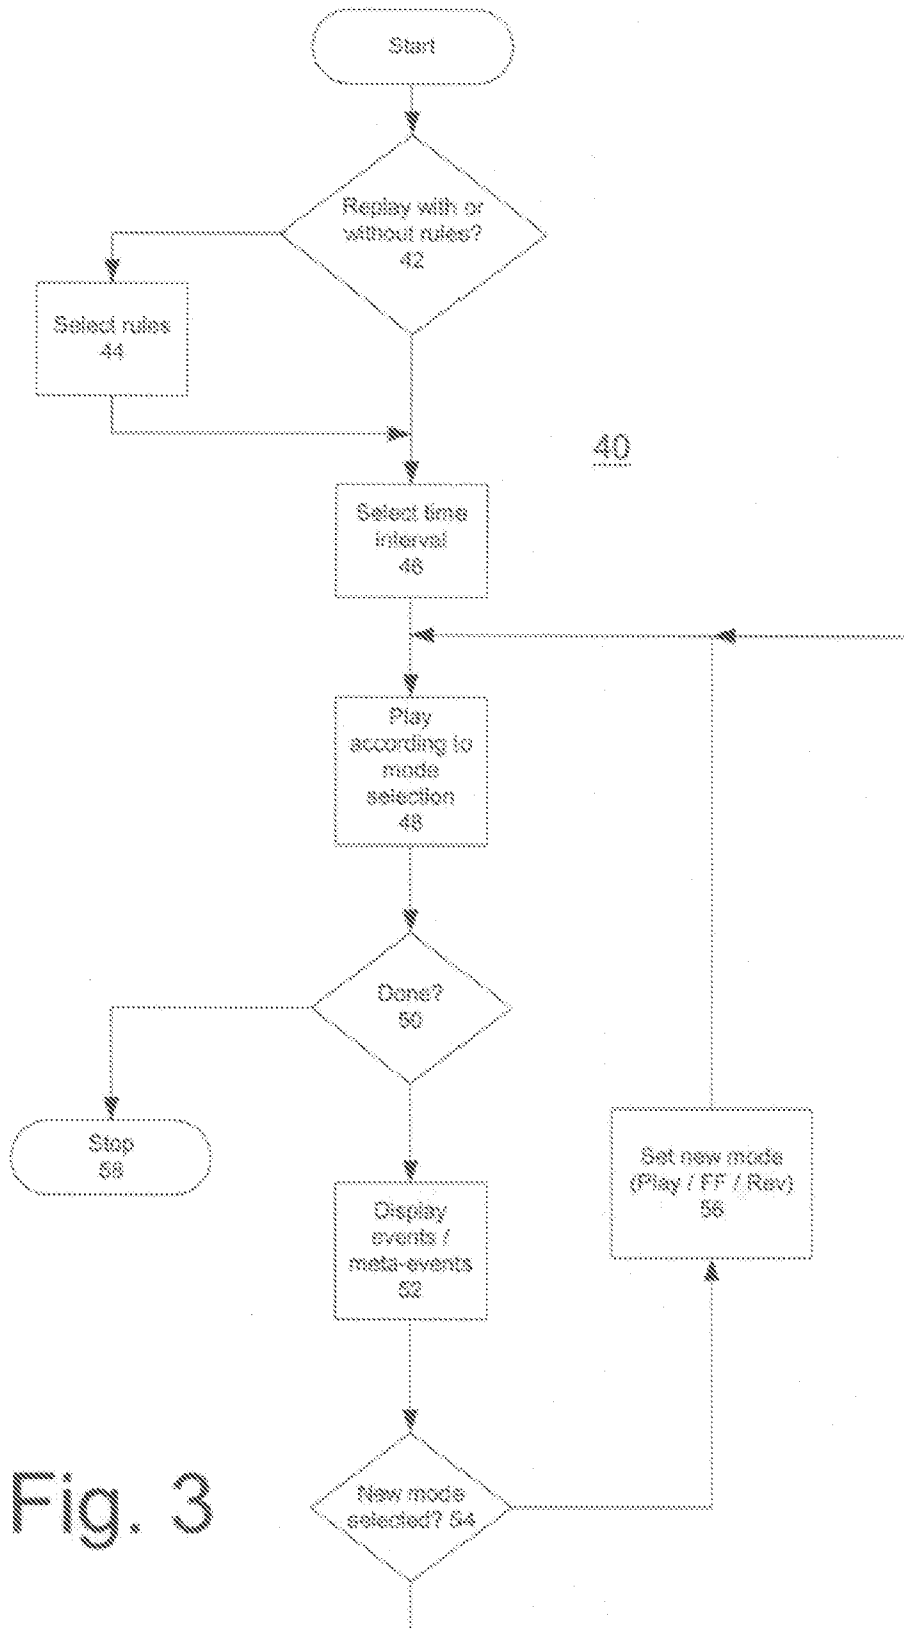 Start
Replay with or
without rules?
42
Select rules
44
40
Select time
interval
46
Play
according to
mode
selection
48
Done?
50
Stop
58
Set new mode
(Play / FF / Rev)
56
Display
events /
meta-events
52
New mode
selected? 54
Fig. 3